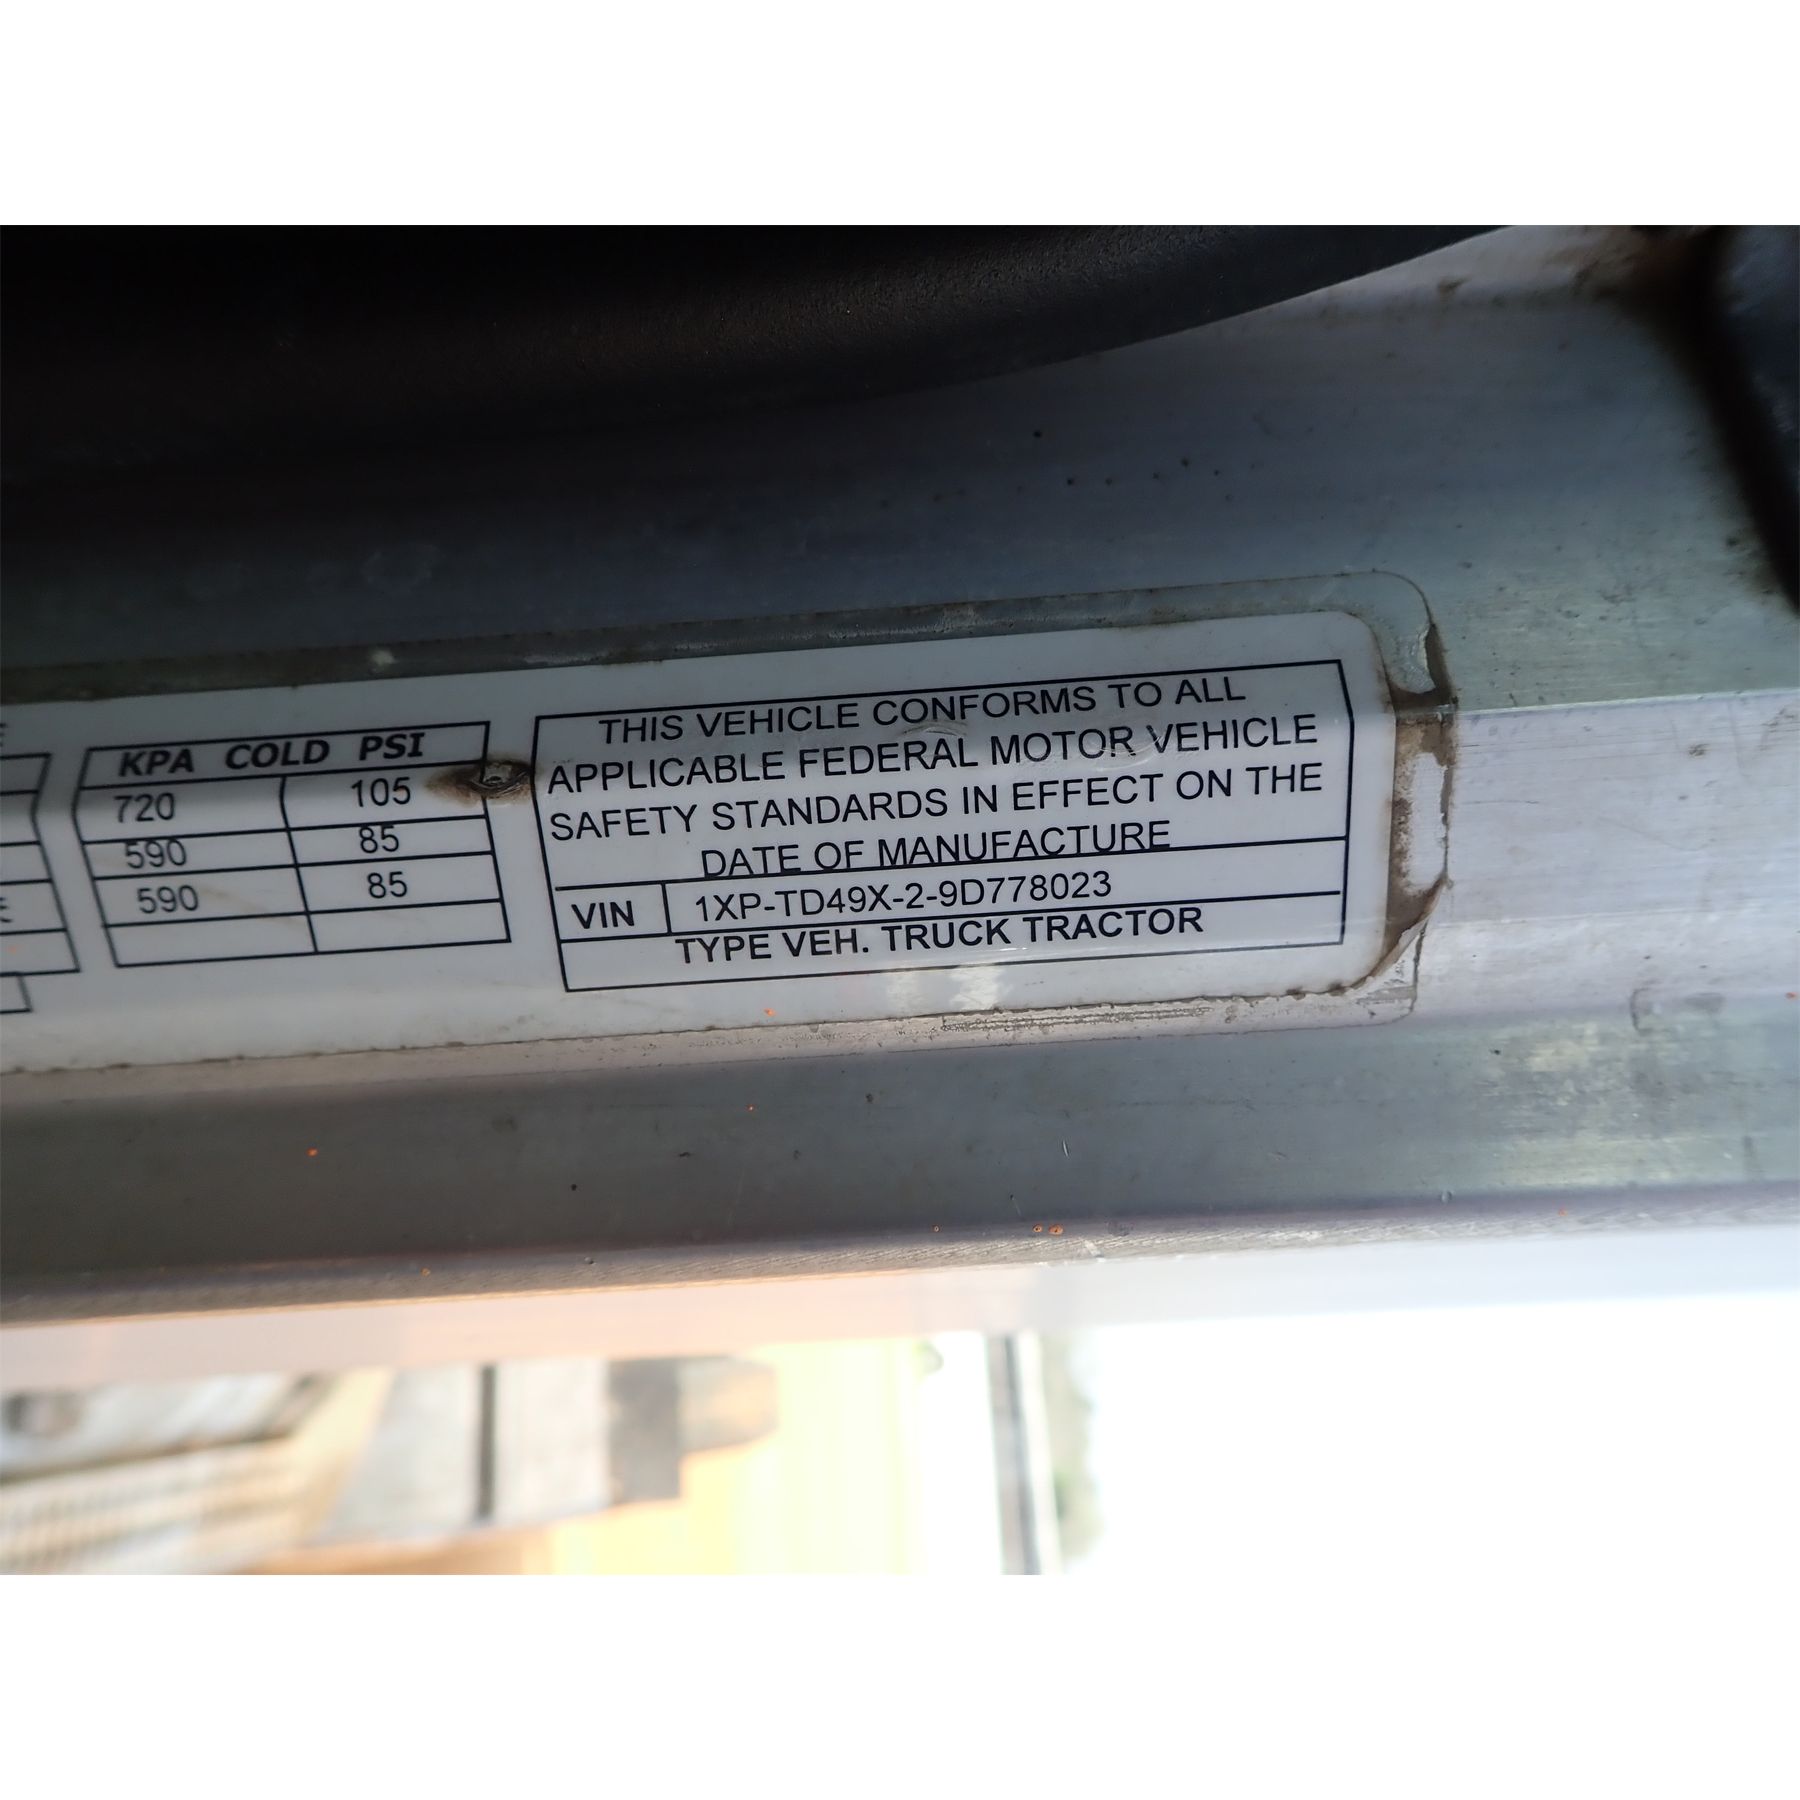 KPA COLD PSI
720 105
590 85
590 85
THIS VEHICLE CONFORMS TO ALL
APPLICABLE FEDERAL MOTOR VEHICLE
SAFETY STANDARDS IN EFFECT ON THE
DATE OF MANUFACTURE
VIN 1XP-TD49X-2-9D778023
TYPE VEH. TRUCK TRACTOR